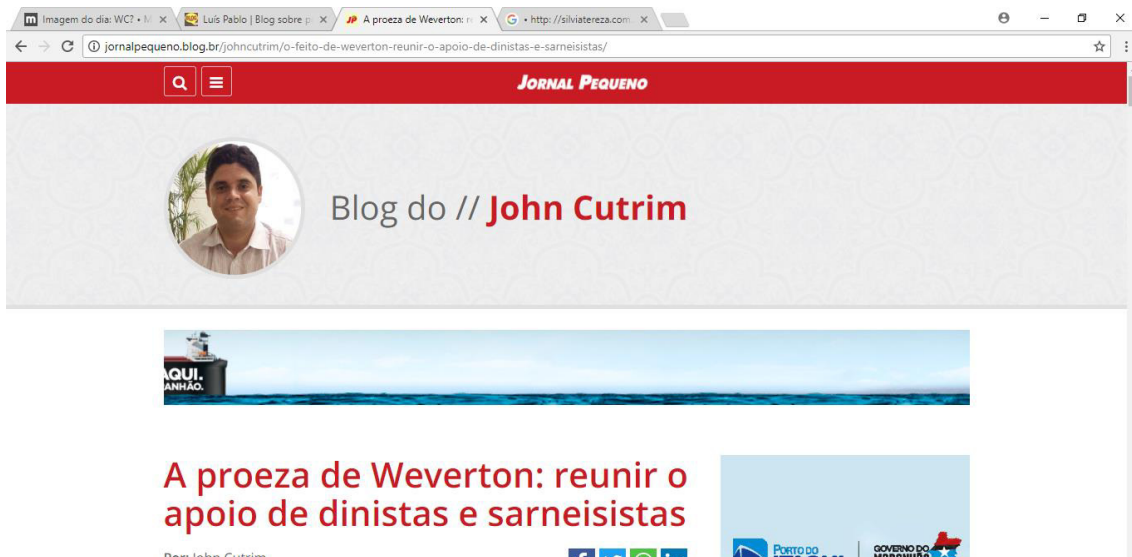 Imagem do dia: WC? • M
Luís Pablo | Blog sobre p
A proeza de Weverton: re
• http://silviatereza.com
jornalpequeno.blog.br/johncutrim/o-feito-de-weverton-reunir-o-apoio-de-dinistas-e-sarneisistas/
JORNAL PEQUENO
Blog do // John Cutrim
AQUI.
ANHÃO.
A proeza de Weverton: reunir o
apoio de dinistas e sarneisistas
Por: John Cutrim
PORTO DO
GOVERNO DO